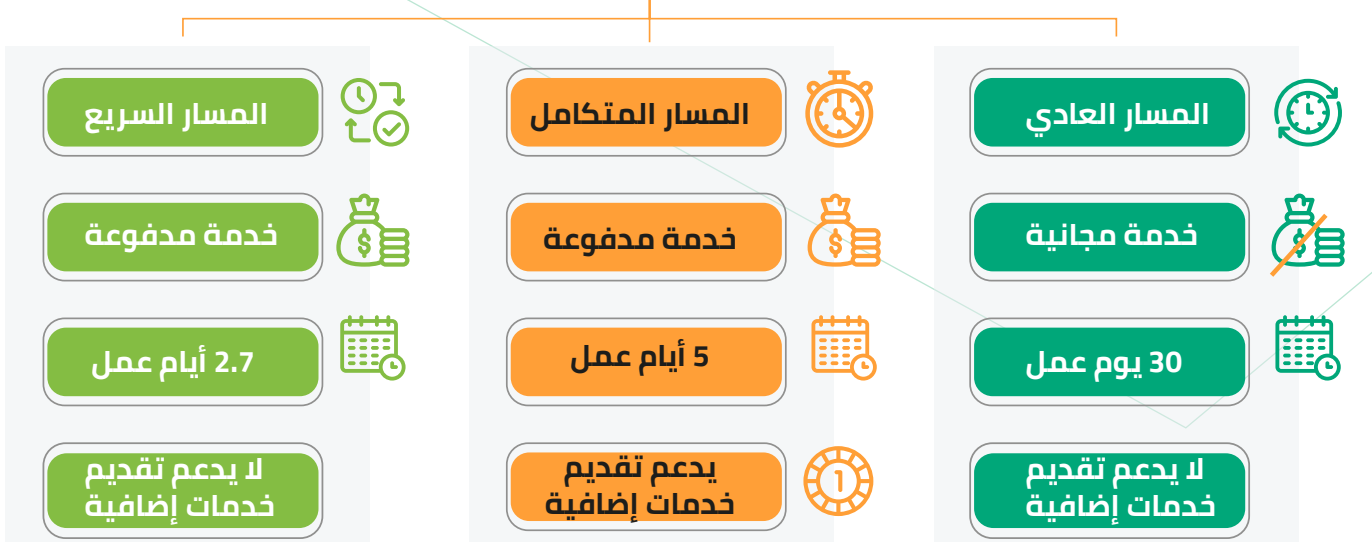 المسار العادي
خدمة مجانية
30 يوم عمل
لا يدعم تقديم
خدمات إضافية
المسار المتكامل
خدمة مدفوعة
5 أيام عمل
يدعم تقديم
خدمات إضافية
1
المسار السريع
خدمة مدفوعة
2.7 أيام عمل
لا يدعم تقديم
خدمات إضافية